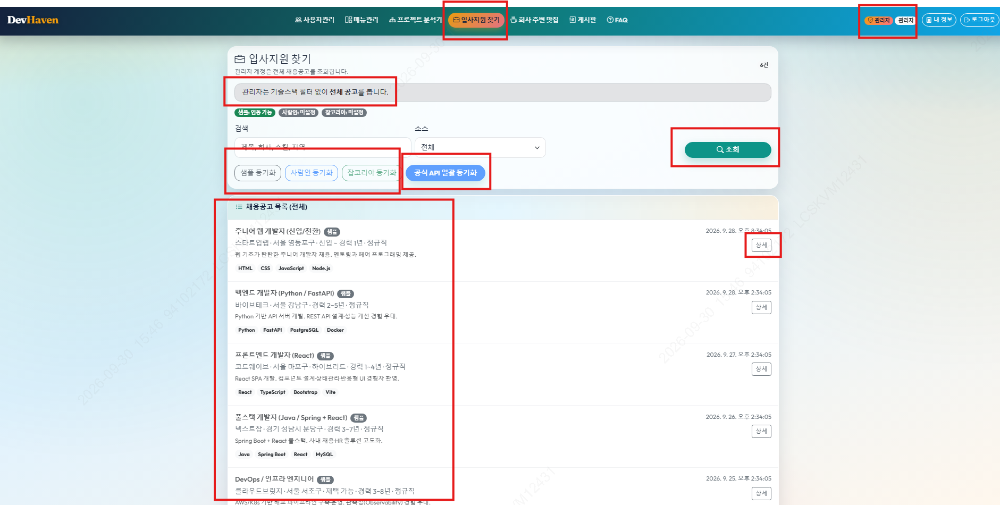 DevHaven
사용자관리 메뉴관리 프로젝트 분석기 입사지원 찾기 회사 주변 맛집 게시판 FAQ 관리자 관리자 내 정보 로그아웃
입사지원 찾기
6건
관리자 계정은 전체 채용공고를 조회합니다.
관리자는 기술스택 필터 없이 전체 공고를 봅니다.
샘플: 연동 가능 사람인: 미설정 잡코리아: 미설정
검색 소스
제목, 회사, 스킬, 지역 전체 조회
샘플 동기화 사람인 동기화 잡코리아 동기화 공식 API 일괄 동기화
채용공고 목록 (전체)
주니어 웹 개발자 (신입/전환) 샘플 2026. 9. 28. 오후 8:34:05
스타트업랩 · 서울 영등포구 · 신입 ~ 경력 1년 · 정규직 상세
웹 기초가 탄탄한 주니어 개발자 채용. 멘토링과 페어 프로그래밍 제공.
HTML CSS JavaScript Node.js
백엔드 개발자 (Python / FastAPI) 샘플 2026. 9. 28. 오후 2:34:05
바이브테크 · 서울 강남구 · 경력 2~5년 · 정규직 상세
Python 기반 API 서버 개발. REST API 설계·성능 개선 경험 우대.
Python FastAPI PostgreSQL Docker
프론트엔드 개발자 (React) 샘플 2026. 9. 27. 오후 2:34:05
코드웨이브 · 서울 마포구 · 하이브리드 · 경력 1~4년 · 정규직 상세
React SPA 개발. 컴포넌트 설계·상태관리·반응형 UI 경험자 환영.
React TypeScript Bootstrap Vite
풀스택 개발자 (Java / Spring + React) 샘플 2026. 9. 26. 오후 2:34:05
넥스트잡 · 경기 성남시 분당구 · 경력 3~7년 · 정규직 상세
Spring Boot + React 풀스택. 사내 채용·HR 솔루션 고도화.
Java Spring Boot React MySQL
DevOps / 인프라 엔지니어 샘플 2026. 9. 25. 오후 2:34:05
클라우드브릿지 · 서울 서초구 · 재택 가능 · 경력 3~8년 · 정규직 상세
AWS/K8s 기반 배포 파이프라인 구축·운영. 관측성(Observability) 경험 우대.
2026-09-30 15:46 94102172 LCSKVM12431